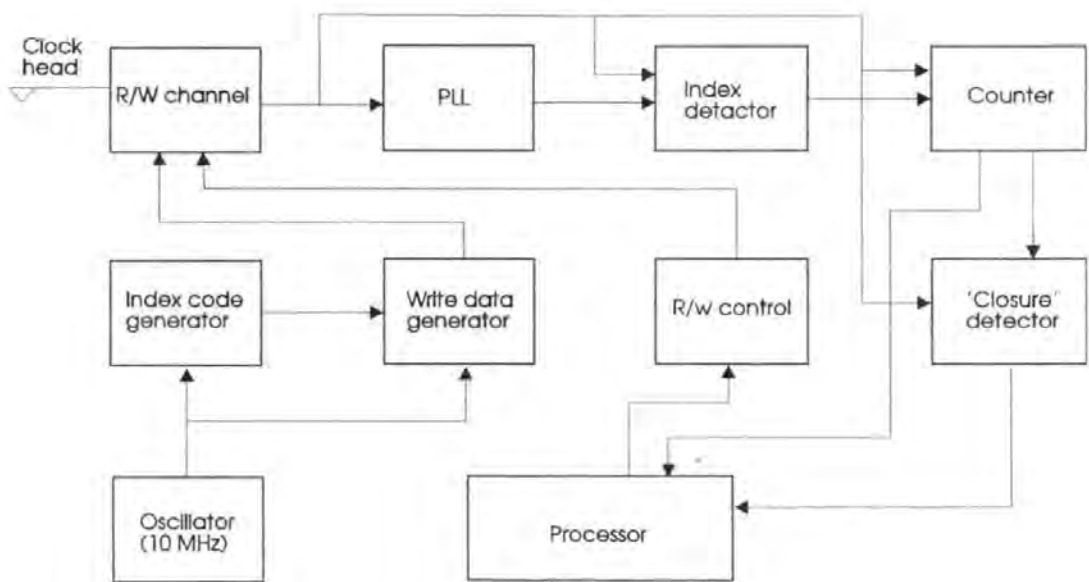 Clock
head
R/W channel
PLL
Index
detactor
Counter
Index code
generator
Write data
generator
R/w control
'Closure'
detector
Oscillator
(10 MHz)
Processor